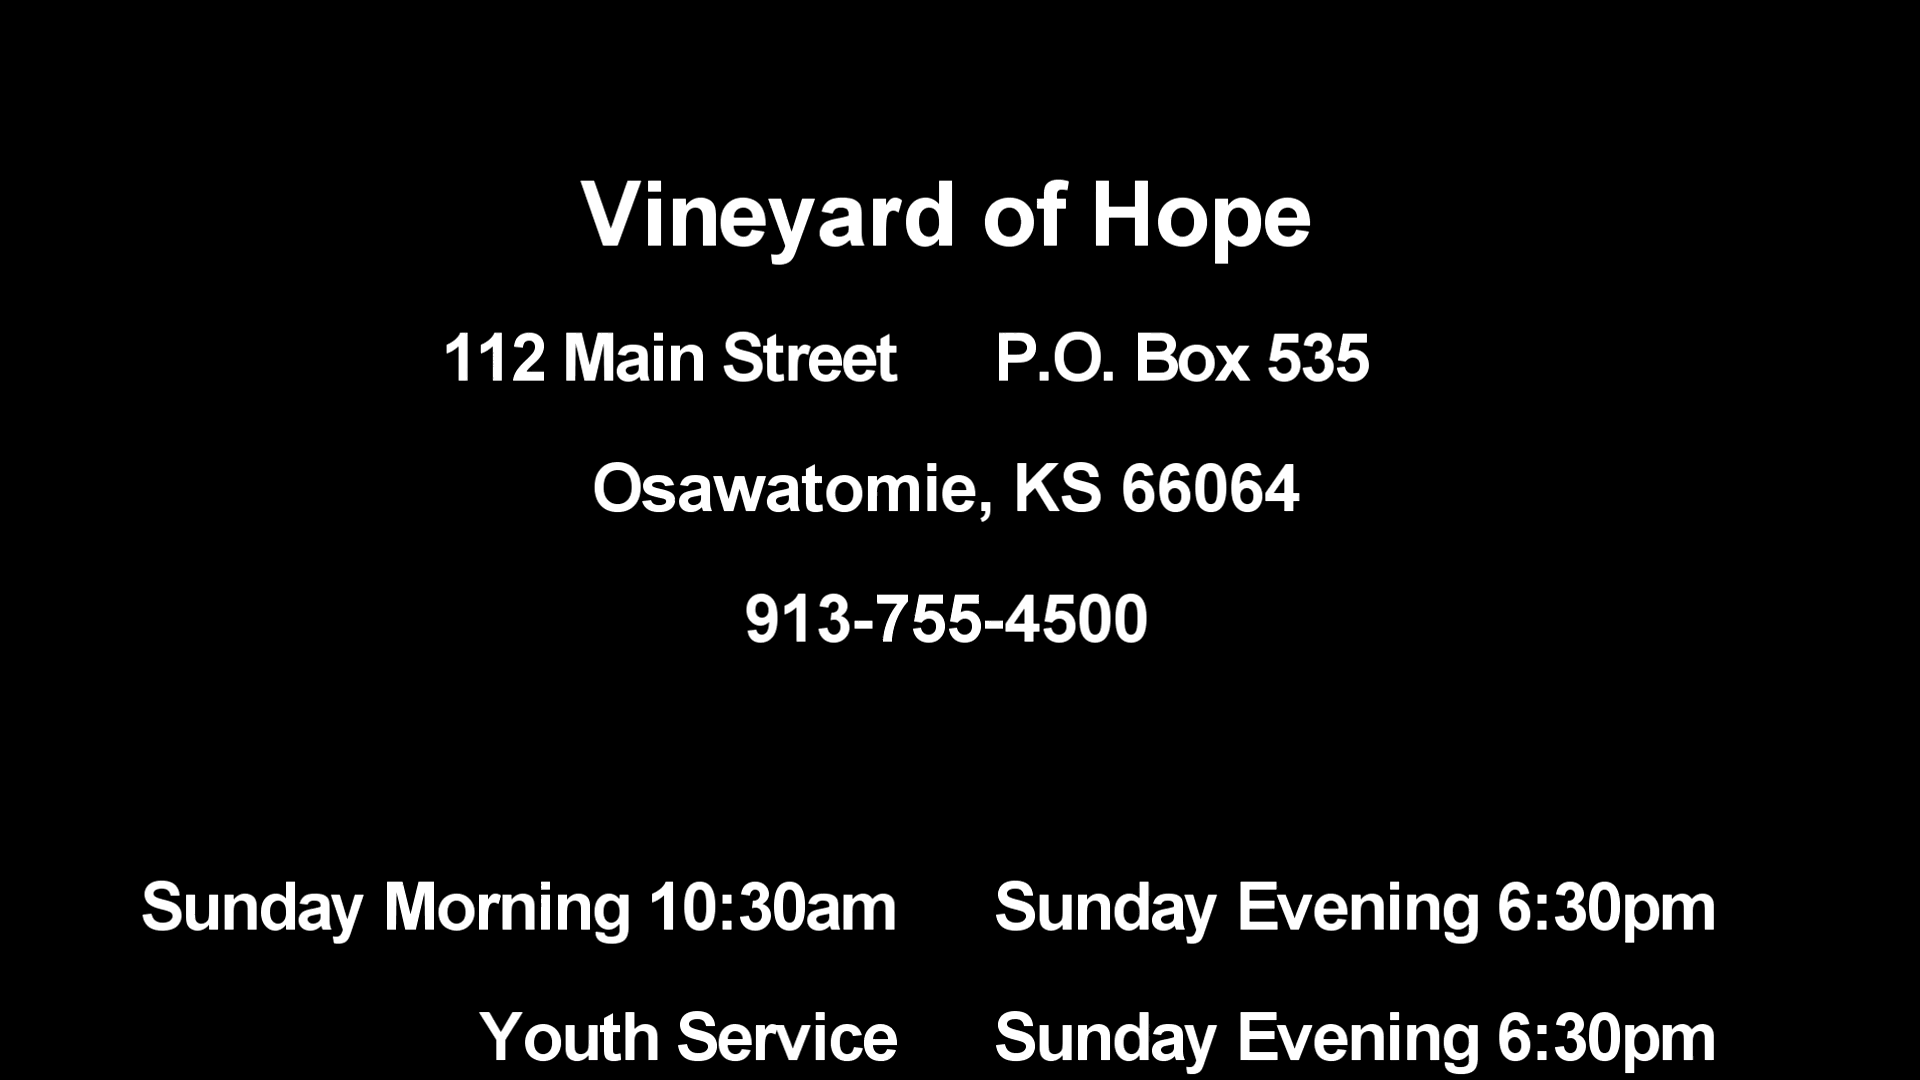 Vineyard of Hope
112 Main Street P.O. Box 535
Osawatomie, KS 66064
913-755-4500
Sunday Morning 10:30am Sunday Evening 6:30pm
Youth Service Sunday Evening 6:30pm